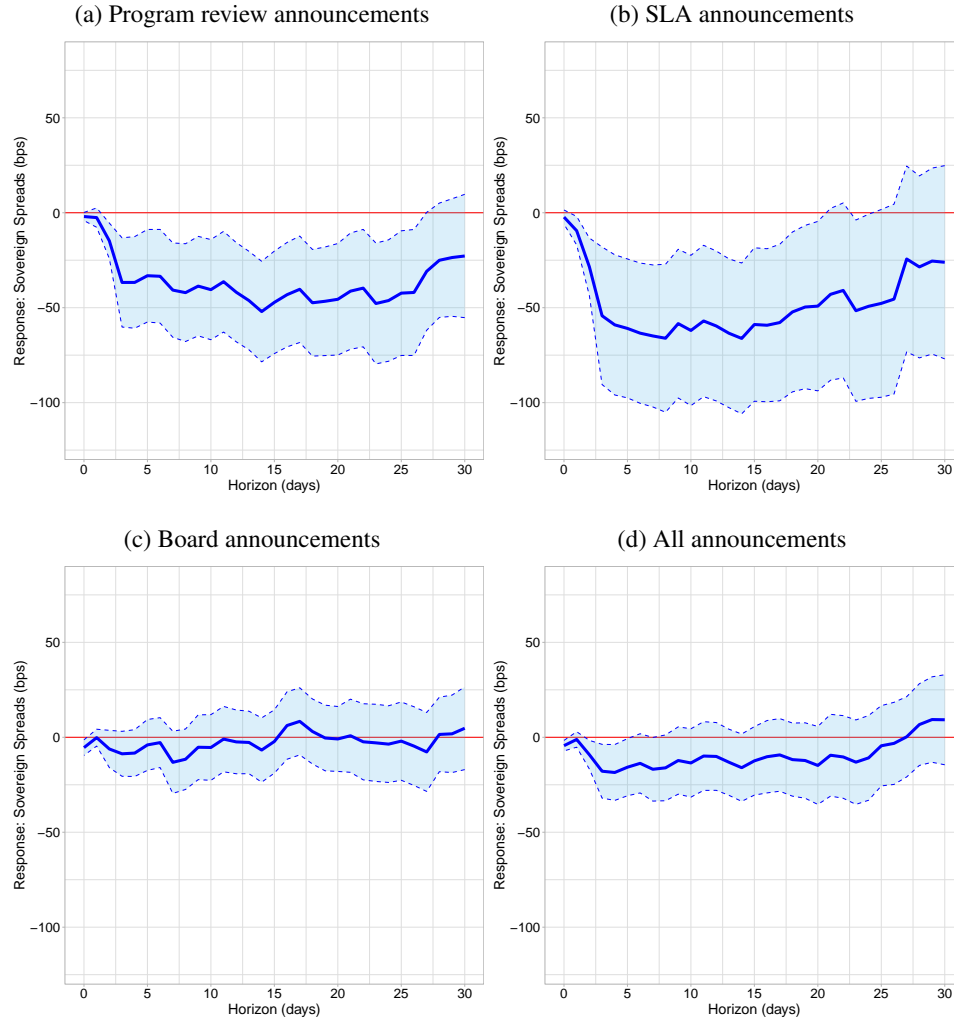 (a) Program review announcements
(b) SLA announcements
Response: Sovereign Spreads (bps)
50
0
−50
−100
0 5 10 15 20 25 30
Horizon (days)
Response: Sovereign Spreads (bps)
50
0
−50
−100
0 5 10 15 20 25 30
Horizon (days)
(c) Board announcements
(d) All announcements
Response: Sovereign Spreads (bps)
50
0
−50
−100
0 5 10 15 20 25 30
Horizon (days)
Response: Sovereign Spreads (bps)
50
0
−50
−100
0 5 10 15 20 25 30
Horizon (days)